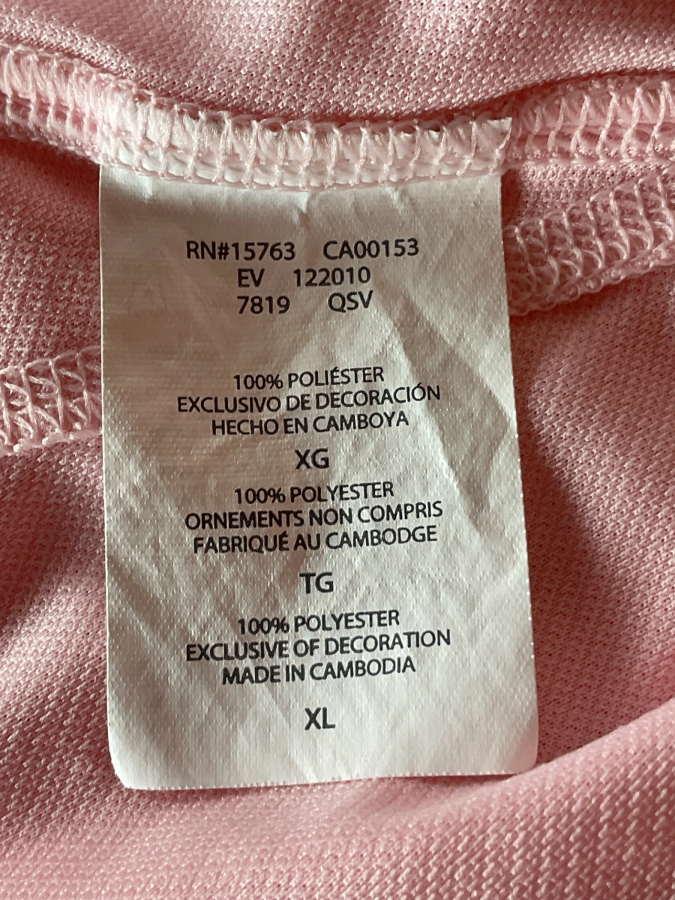 RN#15763 CA00153
EV 122010
7819 QSV
100% POLIÉSTER
EXCLUSIVO DE DECORACIÓN
HECHO EN CAMBOYA
XG
100% POLYESTER
ORNEMENTS NON COMPRIS
FABRIQUÉ AU CAMBODGE
TG
100% POLYESTER
EXCLUSIVE OF DECORATION
MADE IN CAMBODIA
XL